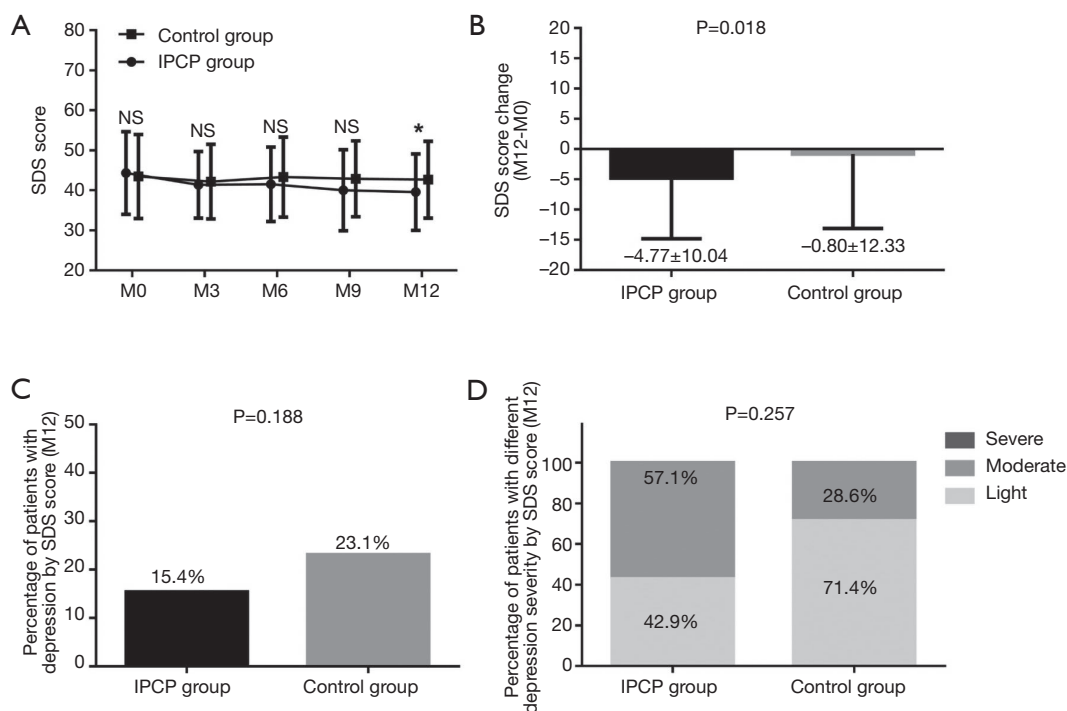 A
Control group
IPCP group
SDS score
80
70
60
50
40
30
20
NS
NS
NS
NS
*
M0
M3
M6
M9
M12
B
P=0.018
SDS score change
(M12-M0)
20
15
10
5
0
−5
−10
−15
−20
−4.77±10.04
−0.80±12.33
IPCP group
Control group
C
P=0.188
Percentage of patients with
depression by SDS score (M12)
50
40
30
20
10
0
15.4%
23.1%
IPCP group
Control group
D
P=0.257
Percentage of patients with different
depression severity by SDS score (M12)
100
80
60
40
20
0
57.1%
42.9%
28.6%
71.4%
IPCP group
Control group
Severe
Moderate
Light